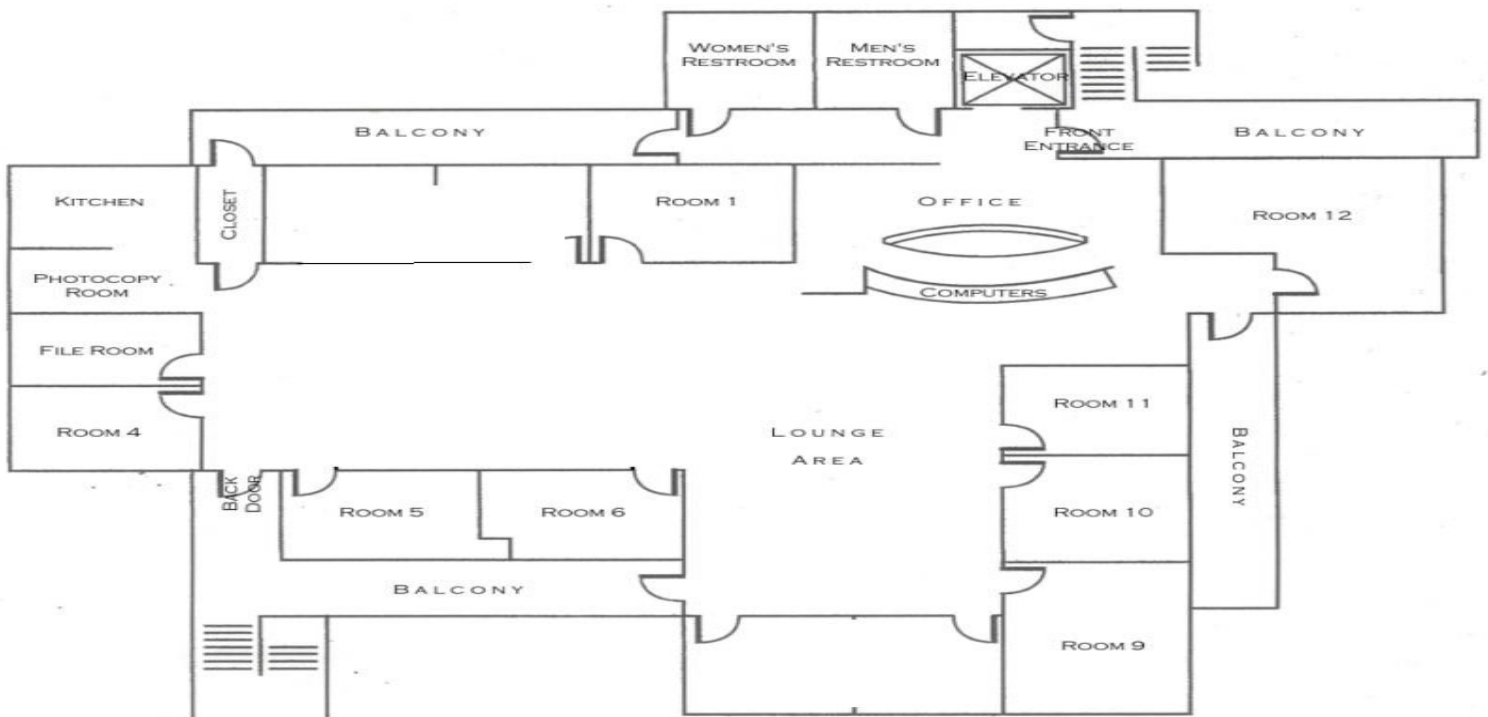 WOMEN'S
RESTROOM
MEN'S
RESTROOM
ELEVATOR
BALCONY
FRONT
ENTRANCE
BALCONY
KITCHEN
CLOSET
ROOM 1
OFFICE
ROOM 12
PHOTOCOPY
ROOM
COMPUTERS
FILE ROOM
ROOM 4
LOUNGE
AREA
ROOM 11
BALCONY
BACK
DOOR
ROOM 5
ROOM 6
ROOM 10
BALCONY
ROOM 9